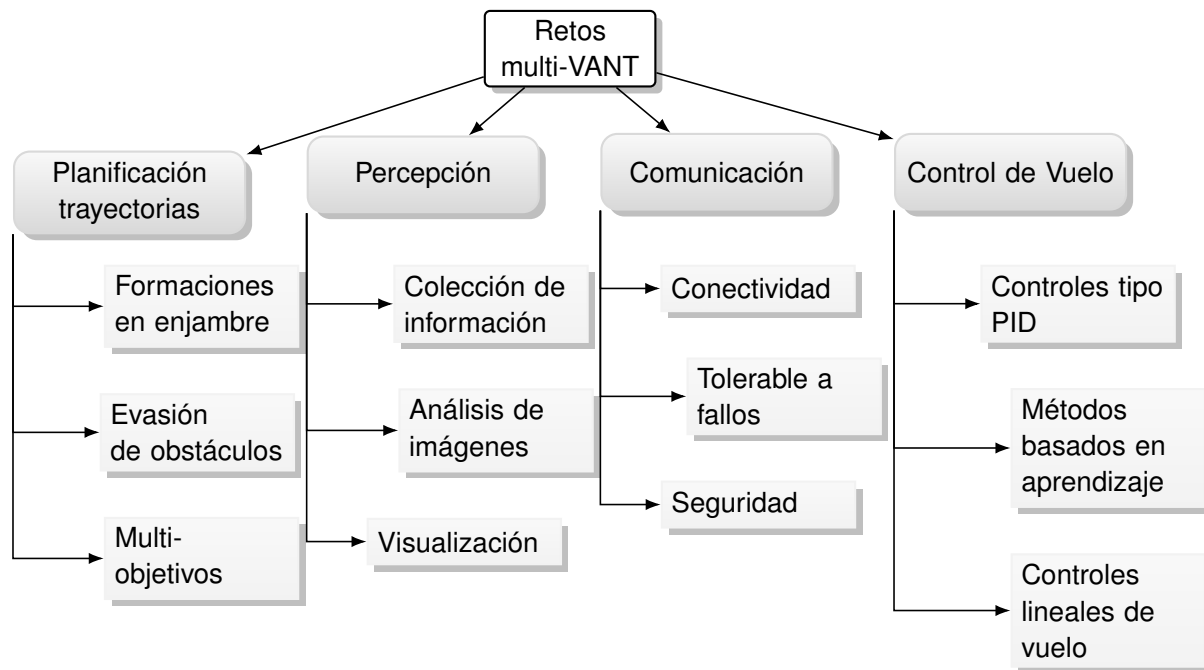 Retos
multi-VANT
Planificación
trayectorias
Percepción
Comunicación
Control de Vuelo
Formaciones
en enjambre
Evasión
de obstáculos
Multi-
objetivos
Colección de
información
Análisis de
imágenes
Visualización
Conectividad
Tolerable a
fallos
Seguridad
Controles tipo
PID
Métodos
basados en
aprendizaje
Controles
lineales de
vuelo